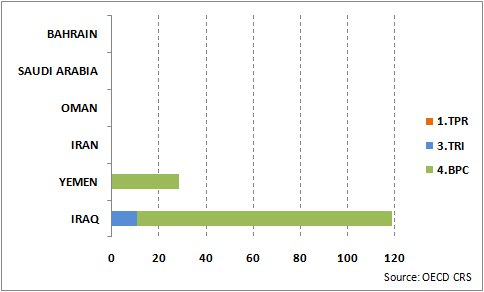 BAHRAIN
SAUDI ARABIA
OMAN
IRAN
YEMEN
IRAQ
0 20 40 60 80 100 120
1.TPR
3.TRI
4.BPC
Source: OECD CRS